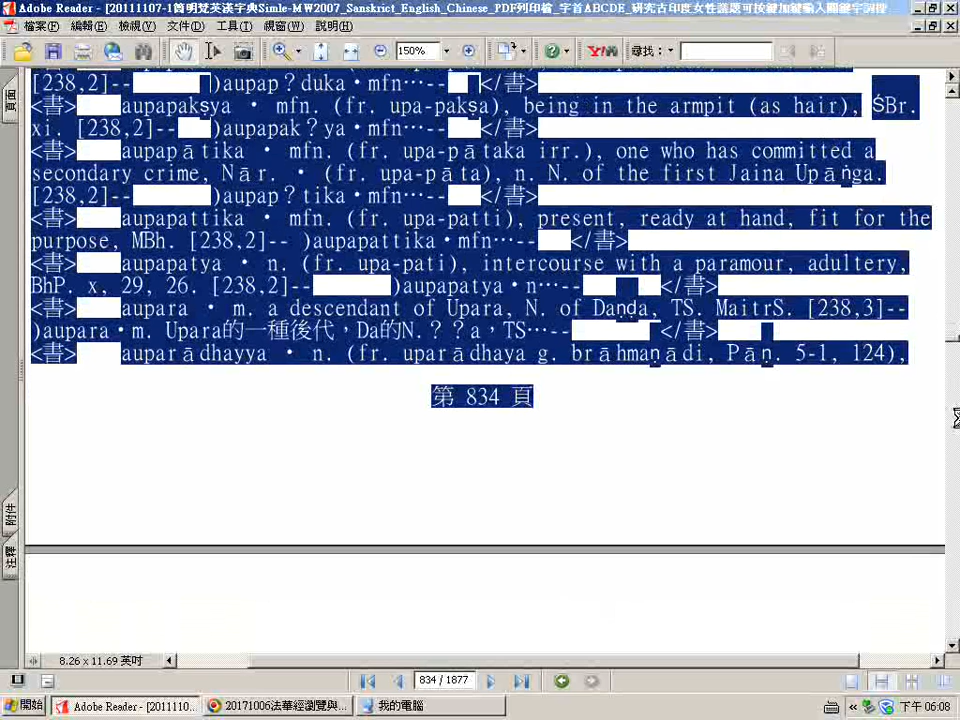 Adobe Reader - [20111107-1簡明梵英漢字典Simle-MW2007_Sanskrict_English_Chinese_PDF列印檔_字首ABCDE_研究古印度女性議題可按鍵
檔案(F) 編輯(E) 檢視(V) 文件(D) 工具(T) 視窗(W) 說明(H)
150% 尋找：
頁面
[238,2]-- )aupap？duka‧mfn…-- </書>
<書> aupapakṣya ‧ mfn. (fr. upa-pakṣa), being in the armpit (as hair), ŚBr.
xi. [238,2]-- )aupapak？ya‧mfn…-- </書>
<書> aupapātika ‧ mfn. (fr. upa-pātaka irr.), one who has committed a
secondary crime, Nār. ‧ (fr. upa-pāta), n. N. of the first Jaina Upāṅga.
[238,2]-- )aupap？tika‧mfn…-- </書>
<書> aupapattika ‧ mfn. (fr. upa-patti), present, ready at hand, fit for the
purpose, MBh. [238,2]-- )aupapattika‧mfn…-- </書>
<書> aupapatya ‧ n. (fr. upa-pati), intercourse with a paramour, adultery,
BhP. x, 29, 26. [238,2]-- )aupapatya‧n…-- </書>
<書> aupara ‧ m. a descendant of Upara, N. of Daṇḍa, TS. MaitrS. [238,3]--
)aupara‧m. Upara的一種後代，Da的N.？？a，TS…-- </書>
<書> auparādhayya ‧ n. (fr. uparādhaya g. brāhmaṇādi, Pāṇ. 5-1, 124),
第 834 頁
附件
注釋
8.26 x 11.69 英吋
834 / 1877
開始 Adobe Reader - [2011110... 20171006法華經瀏覽與... 我的電腦 下午 06:08